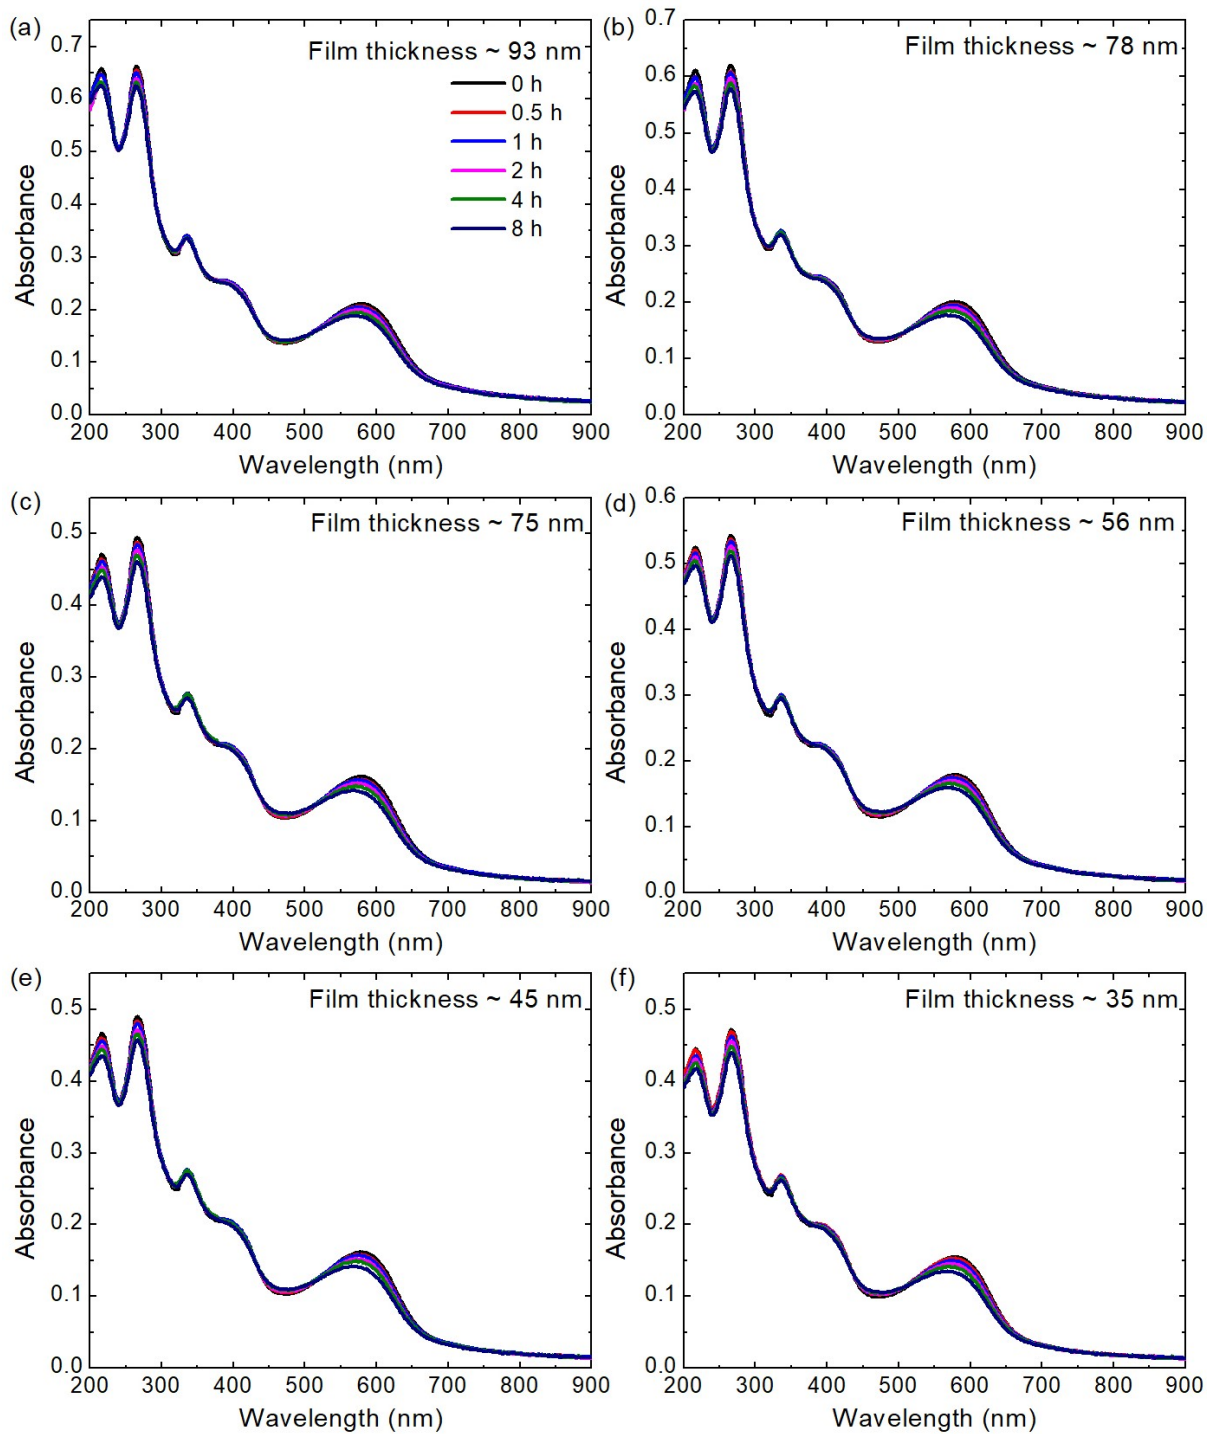 (a)
Film thickness ~ 93 nm
0 h
0.5 h
1 h
2 h
4 h
8 h
0.7
0.6
0.5
0.4
0.3
0.2
0.1
0.0
Absorbance
200 300 400 500 600 700 800 900
Wavelength (nm)
(b)
Film thickness ~ 78 nm
0.7
0.6
0.5
0.4
0.3
0.2
0.1
0.0
Absorbance
200 300 400 500 600 700 800 900
Wavelength (nm)
(c)
Film thickness ~ 75 nm
0.5
0.4
0.3
0.2
0.1
0.0
Absorbance
200 300 400 500 600 700 800 900
Wavelength (nm)
(d)
Film thickness ~ 56 nm
0.6
0.5
0.4
0.3
0.2
0.1
0.0
Absorbance
200 300 400 500 600 700 800 900
Wavelength (nm)
(e)
Film thickness ~ 45 nm
0.5
0.4
0.3
0.2
0.1
0.0
Absorbance
200 300 400 500 600 700 800 900
Wavelength (nm)
(f)
Film thickness ~ 35 nm
0.5
0.4
0.3
0.2
0.1
0.0
Absorbance
200 300 400 500 600 700 800 900
Wavelength (nm)